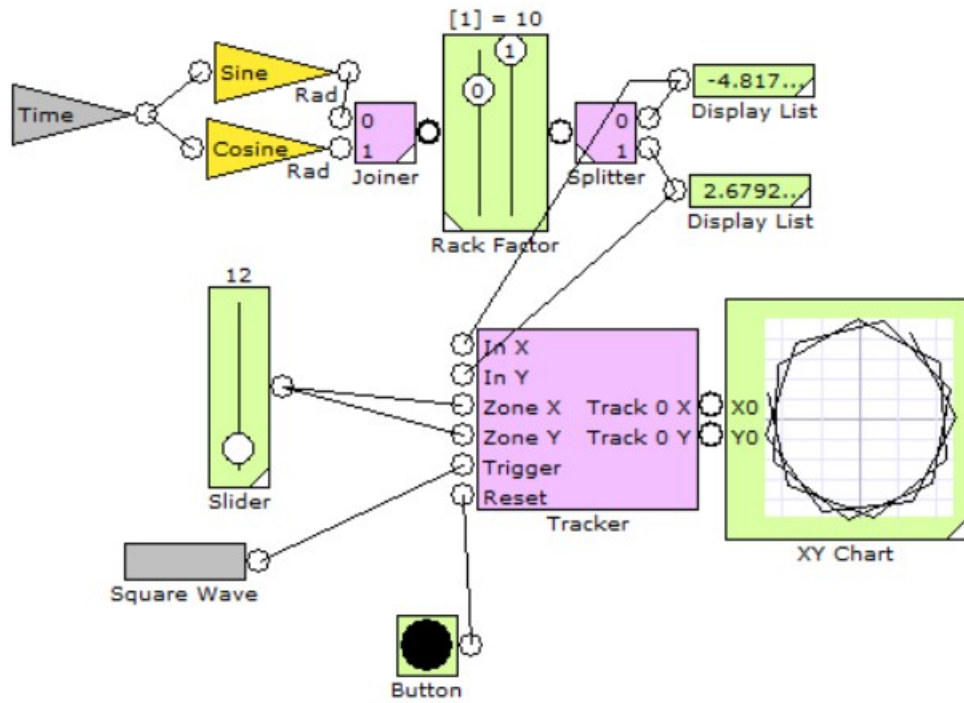 [1] = 10
Time
Sine
Rad
Cosine
Rad
0
1
Joiner
0
1
Rack Factor
0
1
Splitter
-4.817...
Display List
2.6792...
Display List
12
Slider
In X
In Y
Zone X
Zone Y
Trigger
Reset
Track 0 X
Track 0 Y
Tracker
X0
Y0
XY Chart
Square Wave
Button